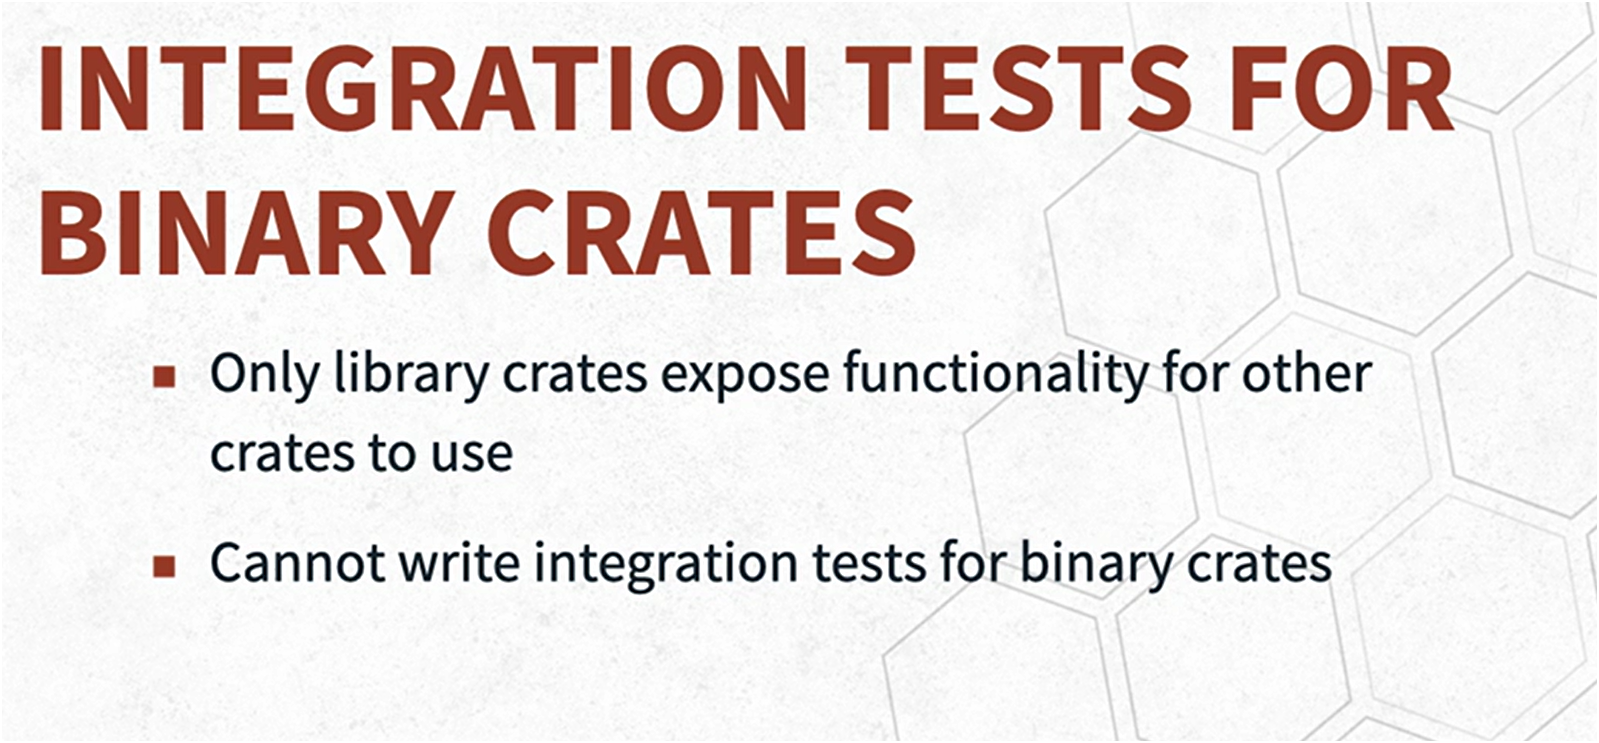 INTEGRATION TESTS FOR
BINARY CRATES
Only library crates expose functionality for other
crates to use
Cannot write integration tests for binary crates